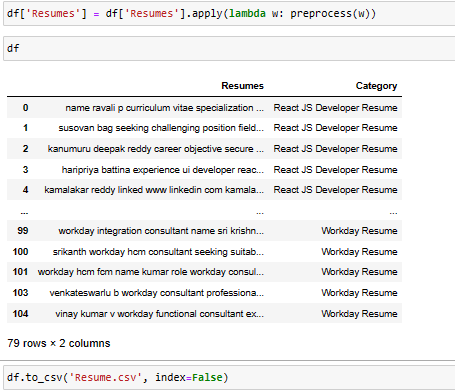 df['Resumes'] = df['Resumes'].apply(lambda w: preprocess(w))
df
Resumes Category
0 name ravali p curriculum vitae specialization ... React JS Developer Resume
1 susovan bag seeking challenging position field... React JS Developer Resume
2 kanumuru deepak reddy career objective secure ... React JS Developer Resume
3 haripriya battina experience ui developer reac... React JS Developer Resume
4 kamalakar reddy linked www linkedin com kamala... React JS Developer Resume
... ... ...
99 workday integration consultant name sri krishn... Workday Resume
100 srikanth workday hcm consultant seeking suitab... Workday Resume
101 workday hcm fcm name kumar role workday consul... Workday Resume
103 venkateswarlu b workday consultant professiona... Workday Resume
104 vinay kumar v workday functional consultant ex... Workday Resume
79 rows × 2 columns
df.to_csv('Resume.csv', index=False)